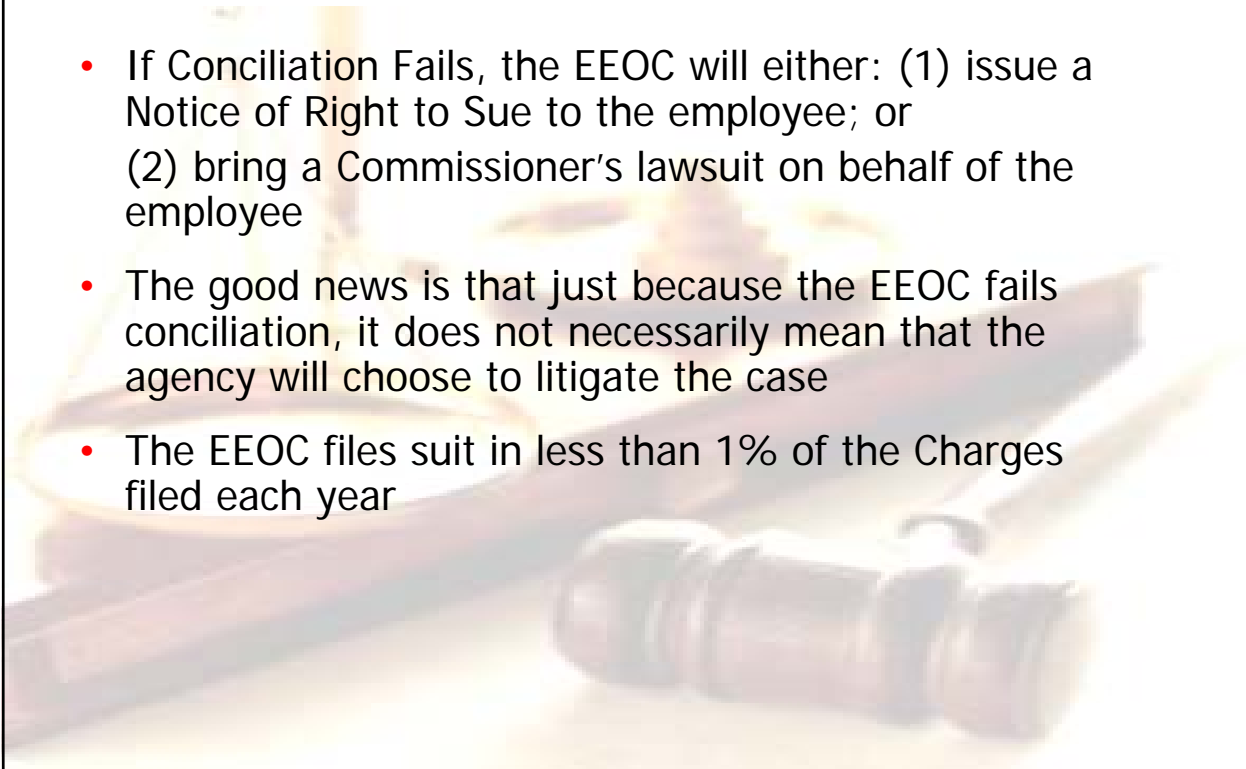 • If Conciliation Fails, the EEOC will either: (1) issue a
Notice of Right to Sue to the employee; or
(2) bring a Commissioner’s lawsuit on behalf of the
employee
• The good news is that just because the EEOC fails
conciliation, it does not necessarily mean that the
agency will choose to litigate the case
• The EEOC files suit in less than 1% of the Charges
filed each year